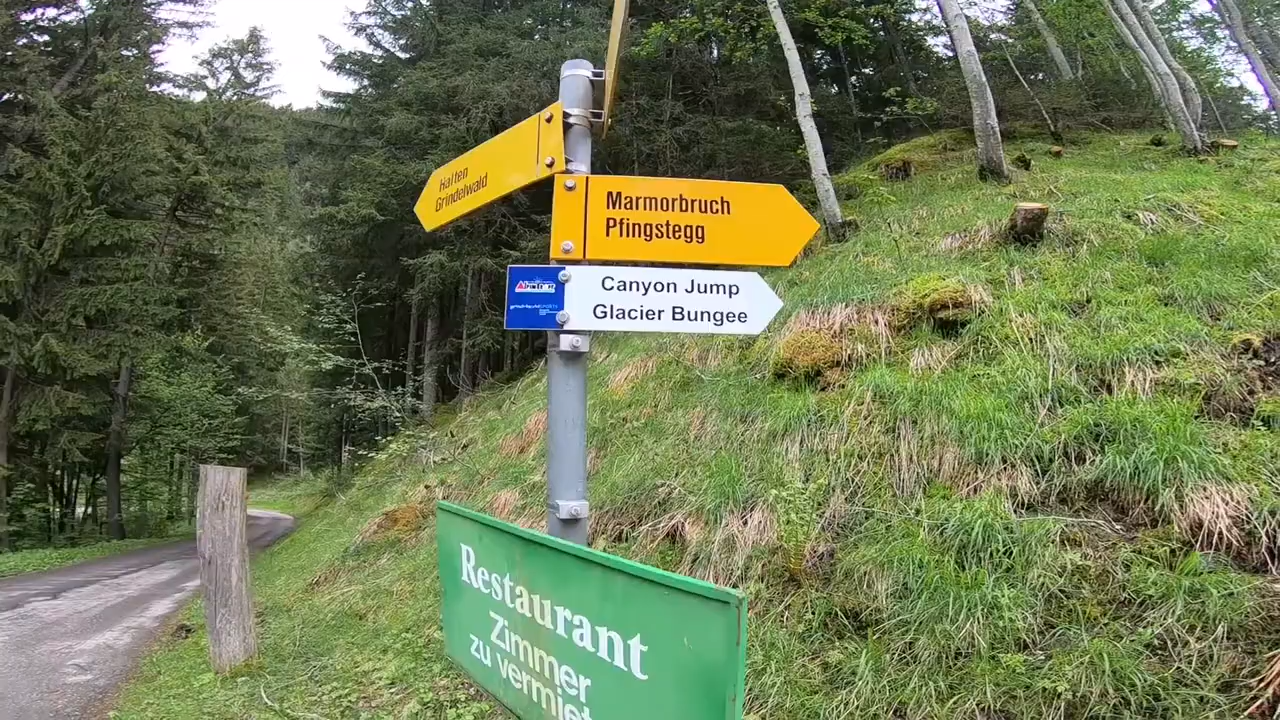 Halten
Grindelwald
Marmorbruch
Pfingstegg
Canyon Jump
Glacier Bungee
Restaurant
Zimmer
zu vermiet